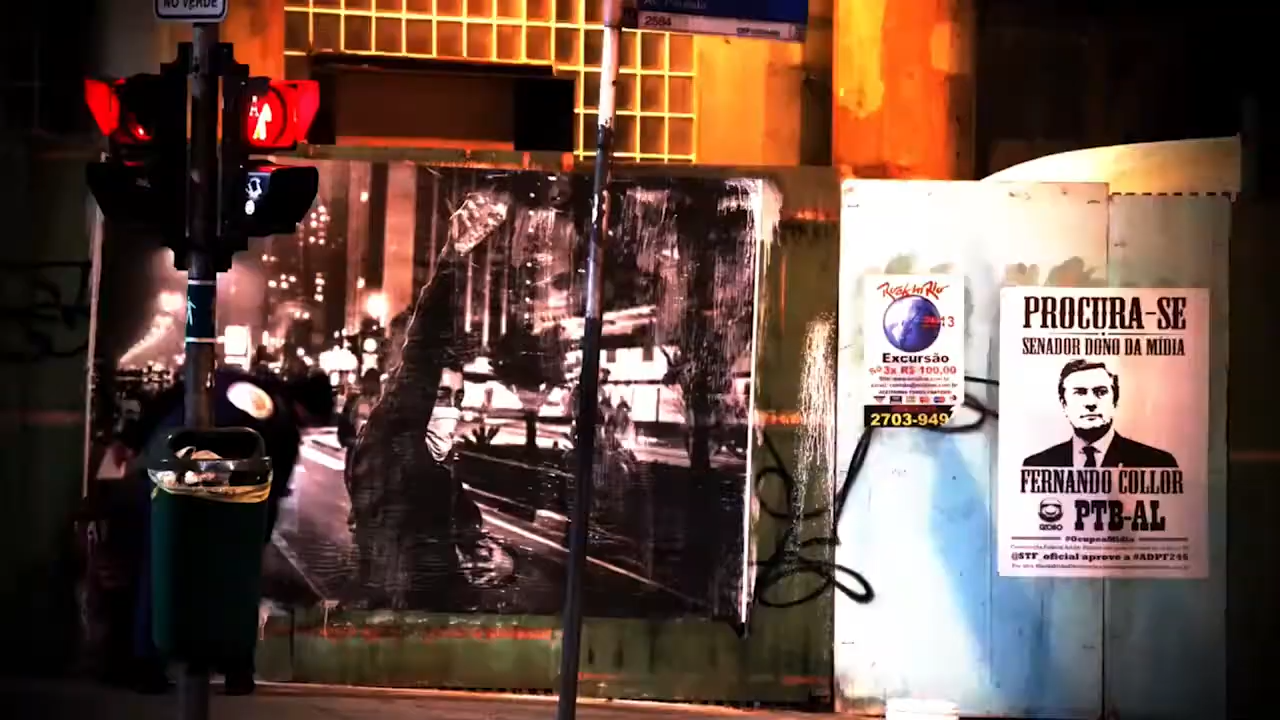 NO VERDE
2584
Rock in Rio
13
Excursão
3x R$ 100,00
2703-949
PROCURA-SE
SENADOR DONO DA MÍDIA
FERNANDO COLLOR
GLOBO
PTB-AL
#OcupeaMídia
@STF_oficial aprove a #ADPF246